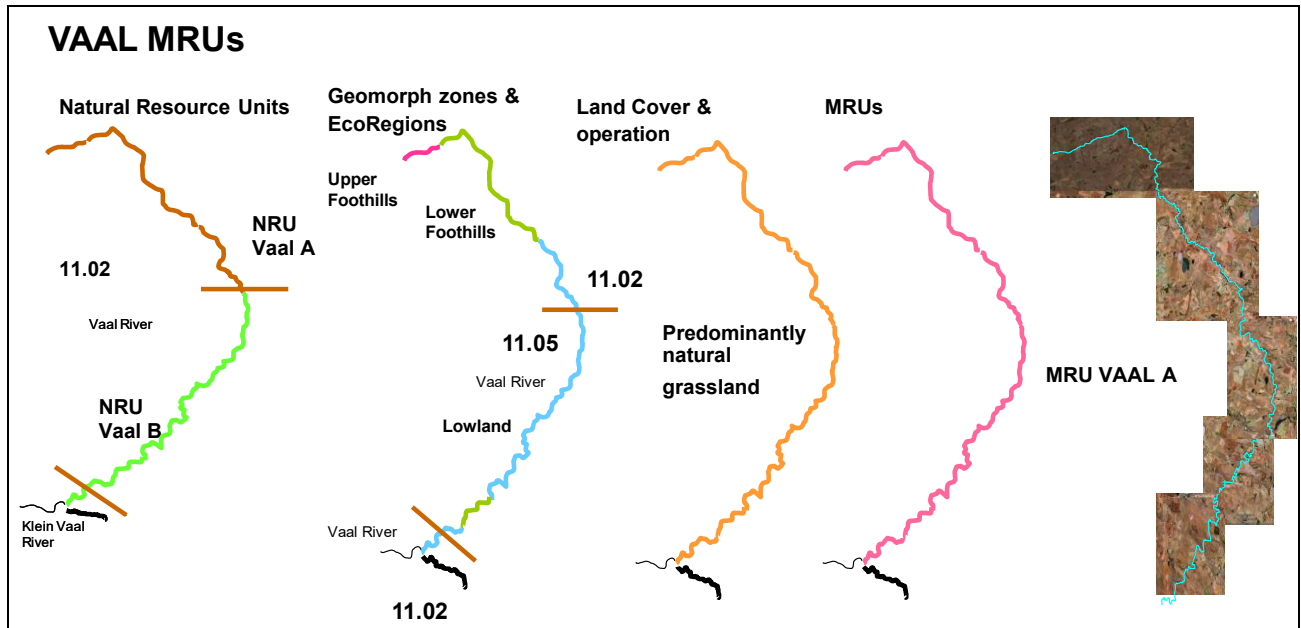 VAAL MRUs
Natural Resource Units
NRU
Vaal A
11.02
Vaal River
NRU
Vaal B
Klein Vaal
River
Geomorph zones &
EcoRegions
Upper
Foothills
Lower
Foothills
11.02
11.05
Vaal River
Lowland
Vaal River
11.02
Land Cover &
operation
Predominantly
natural
grassland
MRUs
MRU VAAL A